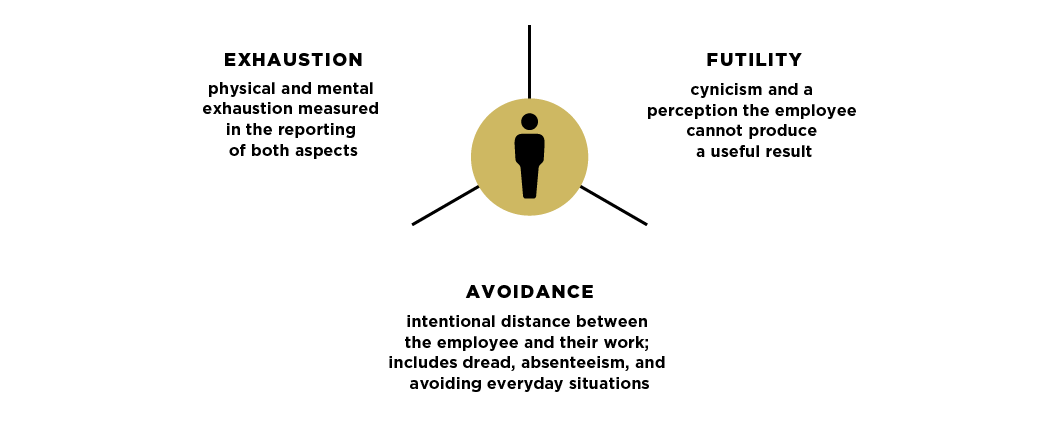 EXHAUSTION
physical and mental
exhaustion measured
in the reporting
of both aspects
FUTILITY
cynicism and a
perception the employee
cannot produce
a useful result
AVOIDANCE
intentional distance between
the employee and their work;
includes dread, absenteeism, and
avoiding everyday situations